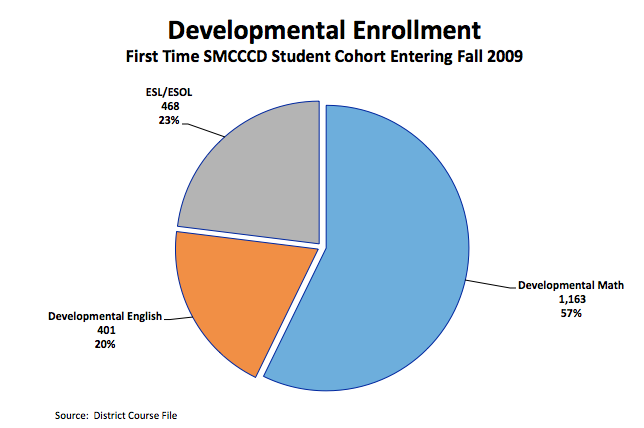 Developmental Enrollment
First Time SMCCCD Student Cohort Entering Fall 2009
ESL/ESOL
468
23%
Developmental Math
1,163
57%
Developmental English
401
20%
Source: District Course File